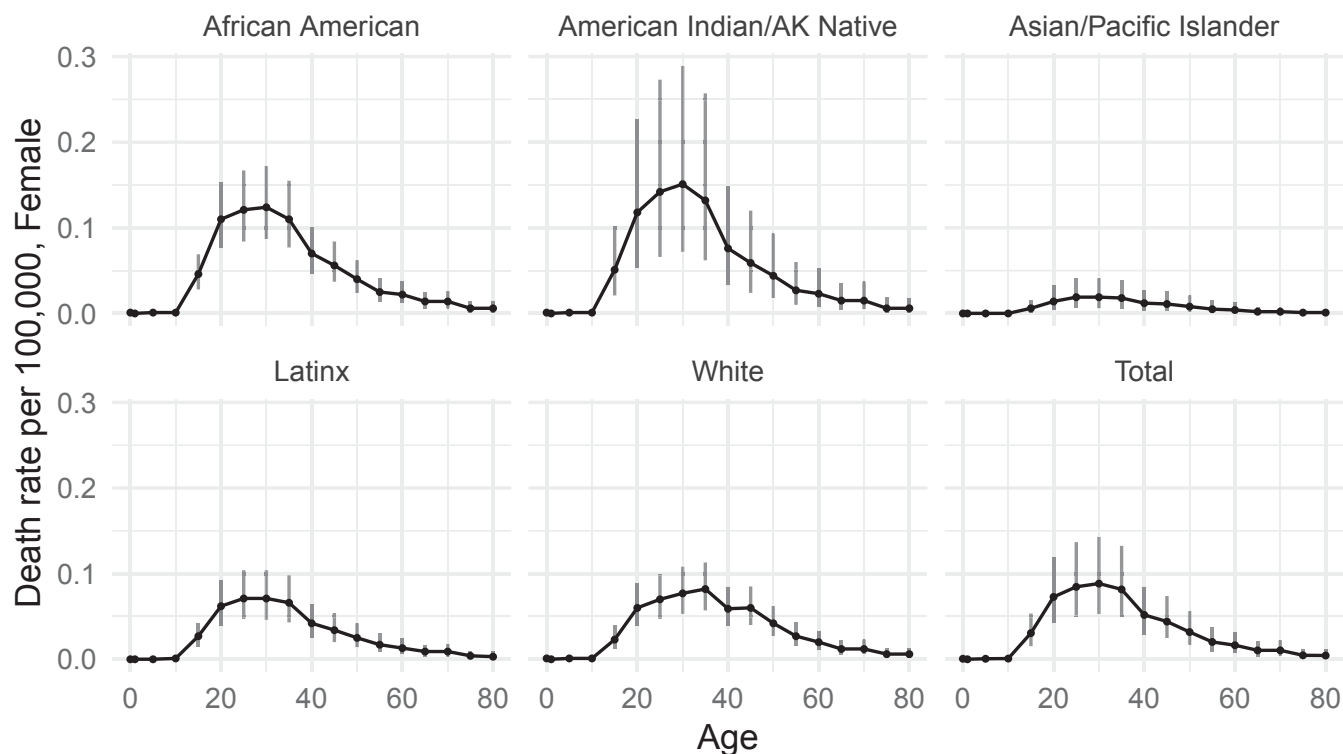 African American
American Indian/AK Native
Asian/Pacific Islander
0.3
0.2
0.1
0.0
Death rate per 100,000, Female
Latinx
White
Total
0.3
0.2
0.1
0.0
0 20 40 60 80
0 20 40 60 80
0 20 40 60 80
Age